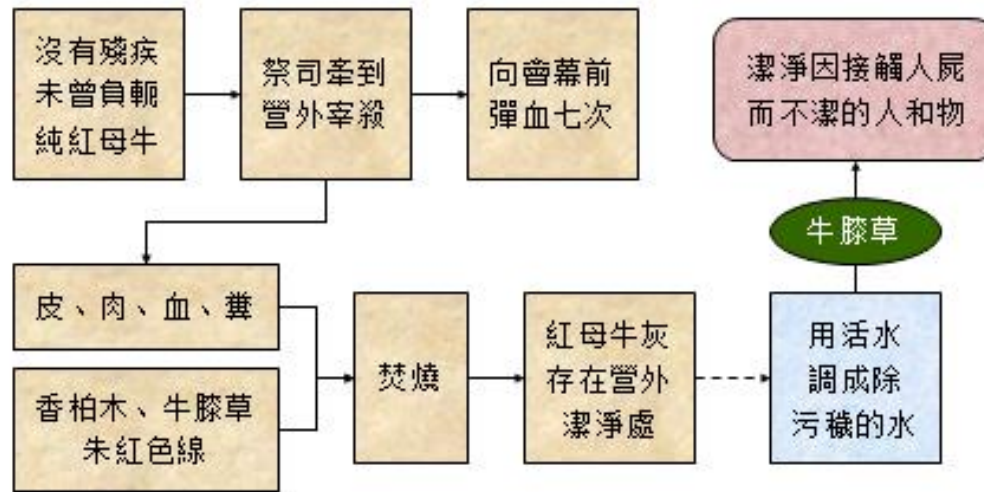 沒有殘疾
未曾負軛
純紅母牛
祭司牽到
營外宰殺
向會幕前
彈血七次
潔淨因接觸人屍
而不潔的人和物
牛膝草
皮、肉、血、糞
香柏木、牛膝草
朱紅色線
焚燒
紅母牛灰
存在營外
潔淨處
用活水
調成除
污穢的水